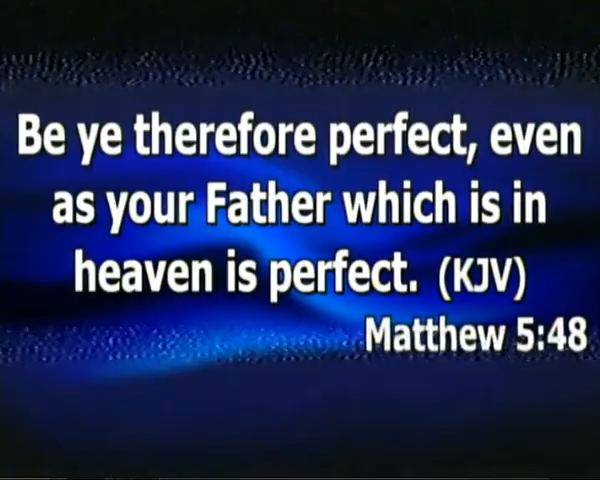 Be ye therefore perfect, even
as your Father which is in
heaven is perfect. (KJV)
Matthew 5:48